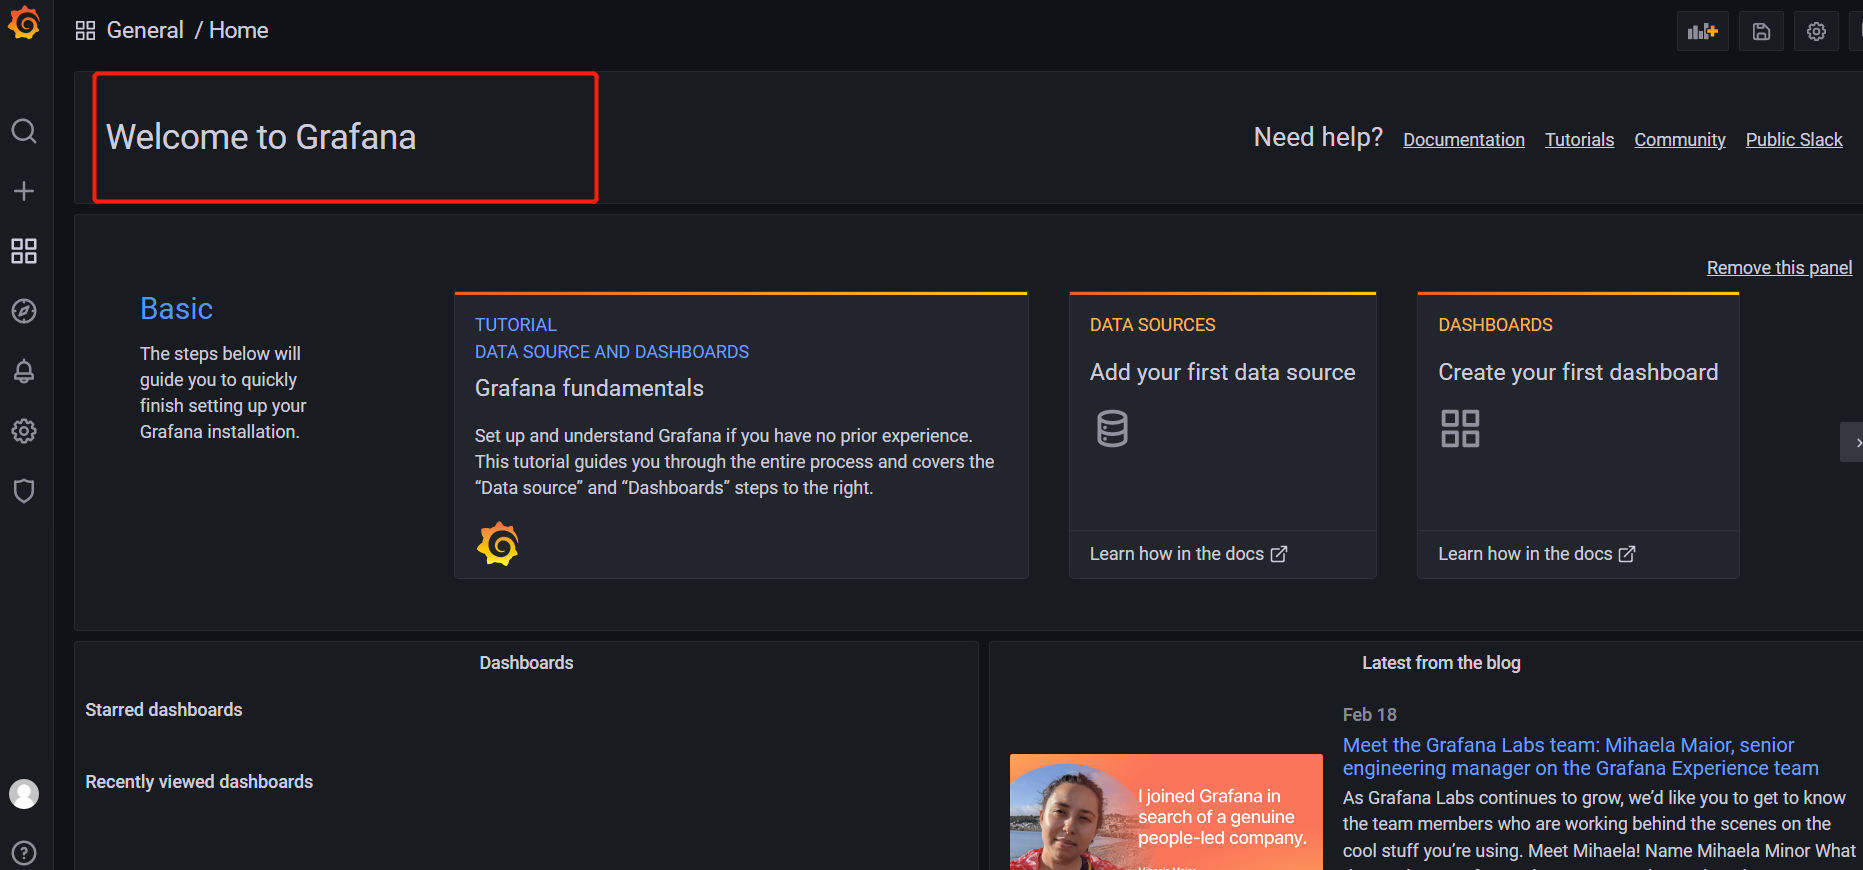 General / Home
Welcome to Grafana
Need help? Documentation Tutorials Community Public Slack
Remove this panel
Basic
The steps below will
guide you to quickly
finish setting up your
Grafana installation.
TUTORIAL
DATA SOURCE AND DASHBOARDS
Grafana fundamentals
Set up and understand Grafana if you have no prior experience.
This tutorial guides you through the entire process and covers the
“Data source” and “Dashboards” steps to the right.
DATA SOURCES
Add your first data source
Learn how in the docs
DASHBOARDS
Create your first dashboard
Learn how in the docs
Dashboards
Starred dashboards
Recently viewed dashboards
Latest from the blog
Feb 18
Meet the Grafana Labs team: Mihaela Maior, senior
engineering manager on the Grafana Experience team
As Grafana Labs continues to grow, we’d like you to get to know
the team members who are working behind the scenes on the
cool stuff you’re using. Meet Mihaela! Name Mihaela Minor What
I joined Grafana in
search of a genuine
people-led company.